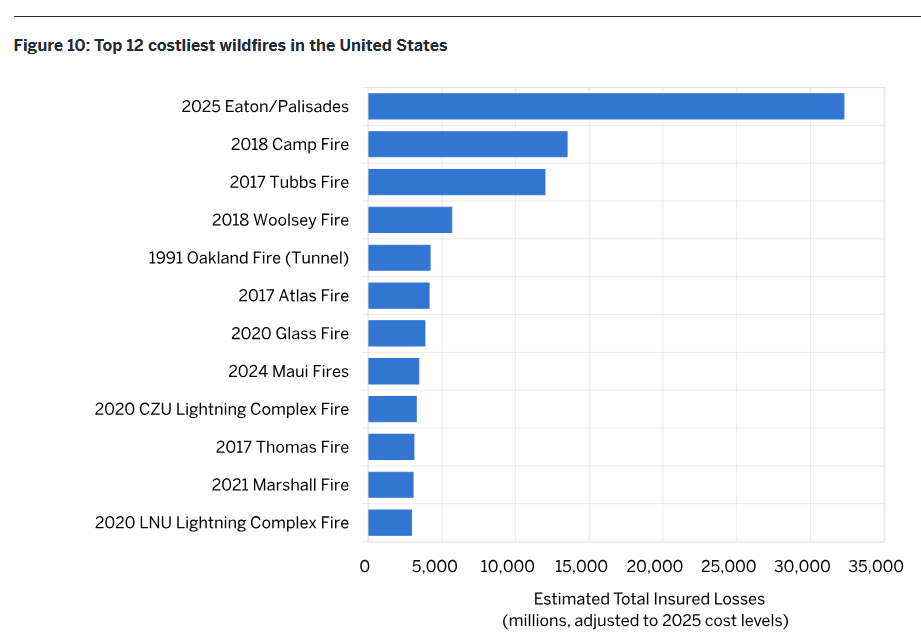 Figure 10: Top 12 costliest wildfires in the United States
2025 Eaton/Palisades
2018 Camp Fire
2017 Tubbs Fire
2018 Woolsey Fire
1991 Oakland Fire (Tunnel)
2017 Atlas Fire
2020 Glass Fire
2024 Maui Fires
2020 CZU Lightning Complex Fire
2017 Thomas Fire
2021 Marshall Fire
2020 LNU Lightning Complex Fire
0 5,000 10,000 15,000 20,000 25,000 30,000 35,000
Estimated Total Insured Losses
(millions, adjusted to 2025 cost levels)